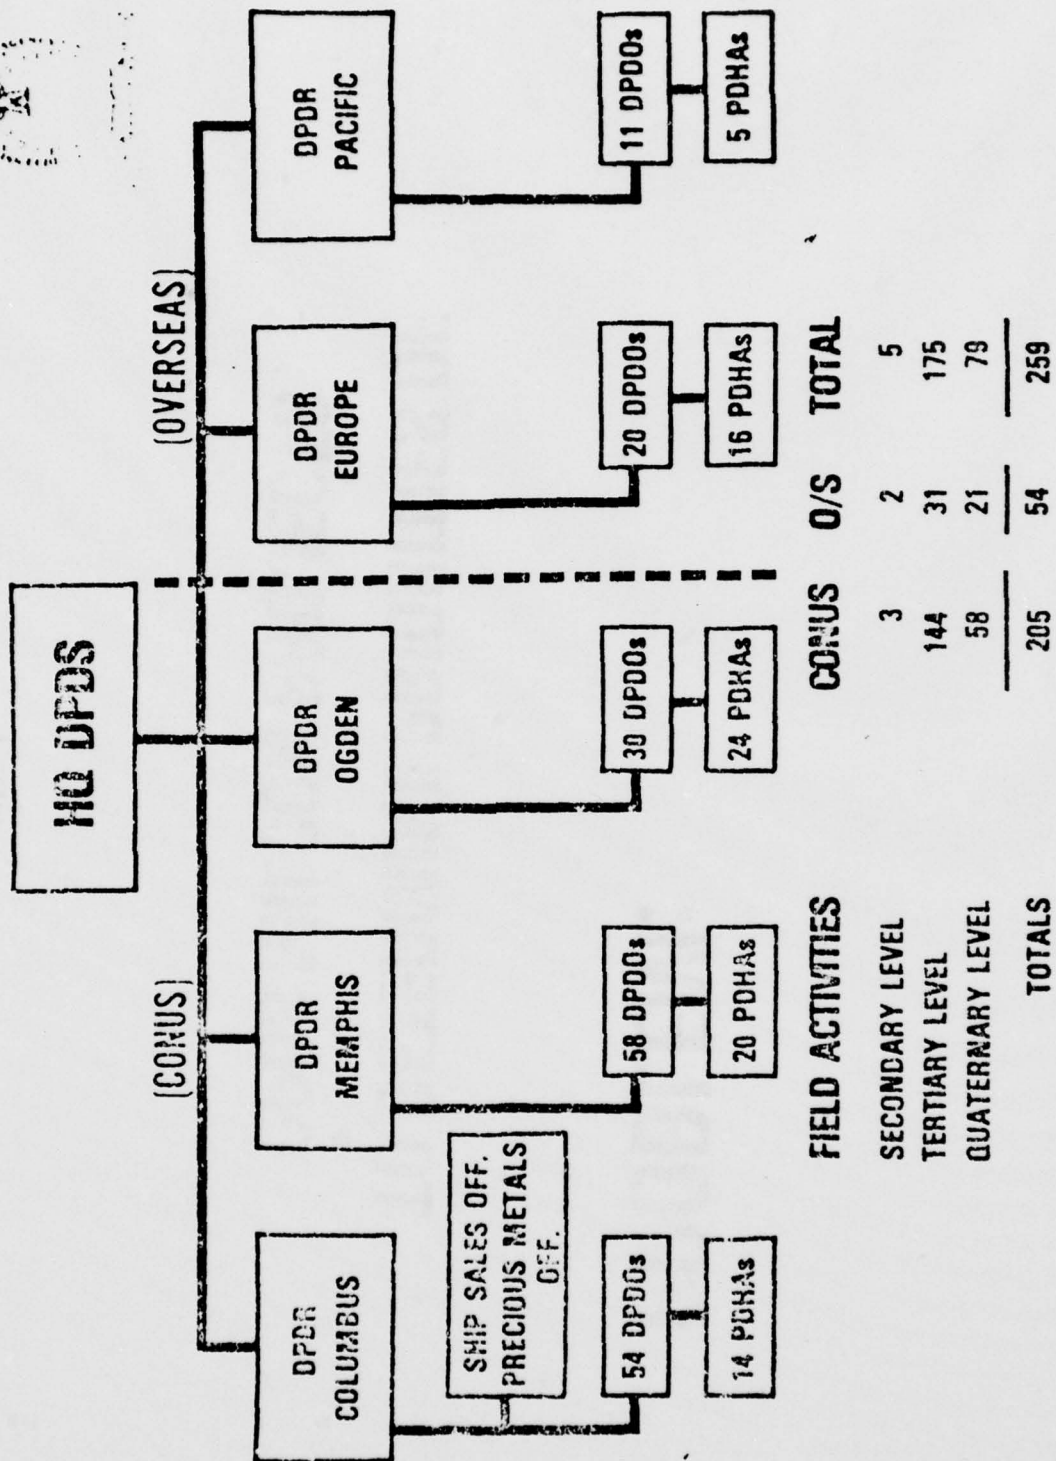 HQ DPDS
(CONUS)
(OVERSEAS)
DPDR
COLUMBUS
DPDR
MEMPHIS
DPDR
OGDEN
DPDR
EUROPE
DPDR
PACIFIC
SHIP SALES OFF.
PRECIOUS METALS
OFF.
54 DPDOs
58 DPDOs
30 DPDOs
20 DPDOs
11 DPDOs
14 PDHAs
20 PDHAs
24 PDHAs
16 PDHAs
5 PDHAs
FIELD ACTIVITIES CONUS O/S TOTAL
SECONDARY LEVEL 3 2 5
TERTIARY LEVEL 144 31 175
QUATERNARY LEVEL 58 21 79
TOTALS 205 54 259